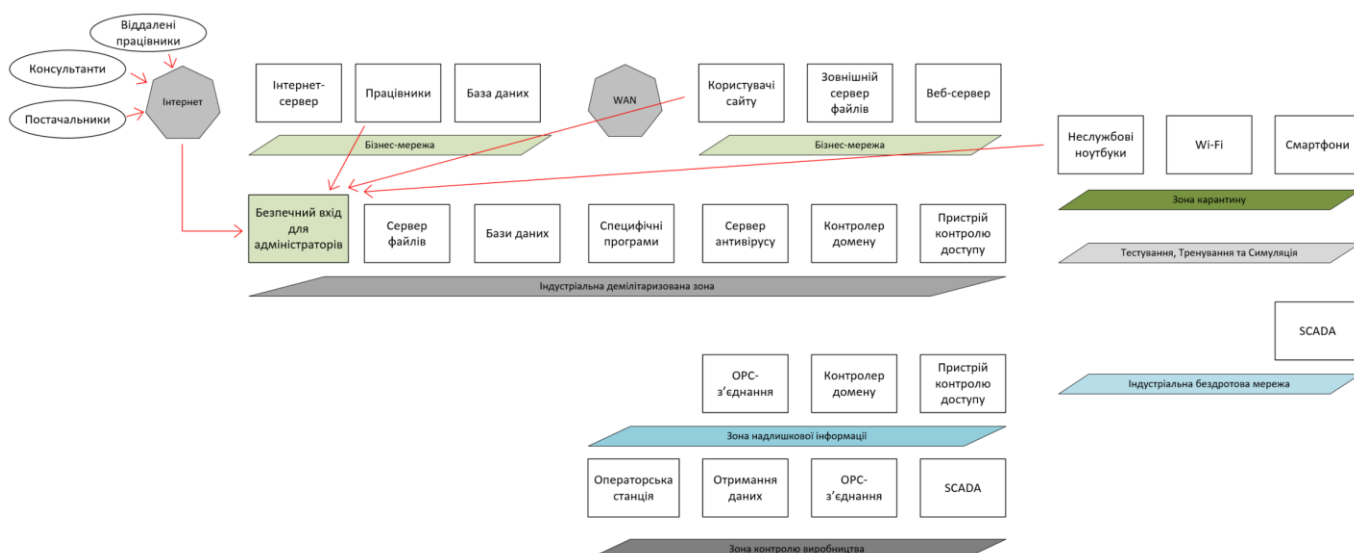 Віддалені
працівники
Консультанти
Інтернет
Постачальники
Інтернет-
сервер
Працівники
База даних
WAN
Користувачі
сайту
Зовнішній
сервер
файлів
Веб-сервер
Бізнес-мережа
Бізнес-мережа
Неслужбові
ноутбуки
Wi-Fi
Смартфони
Зона карантину
Безпечний вхід
для
адміністраторів
Сервер
файлів
Бази даних
Специфічні
програми
Сервер
антивірусу
Контролер
домену
Пристрій
контролю
доступу
Тестування, Тренування та Симуляція
Індустріальна демілітаризована зона
SCADA
Індустріальна бездротова мережа
OPC-
з’єднання
Контролер
домену
Пристрій
контролю
доступу
Зона надлишкової інформації
Операторська
станція
Отримання
даних
OPC-
з’єднання
SCADA
Зона контролю виробництва